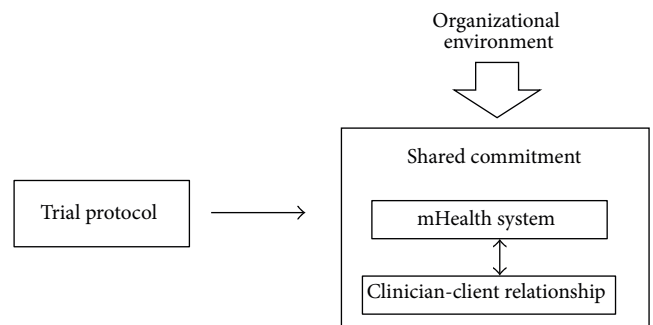 Organizational
environment
Shared commitment
Trial protocol
mHealth system
Clinician-client relationship